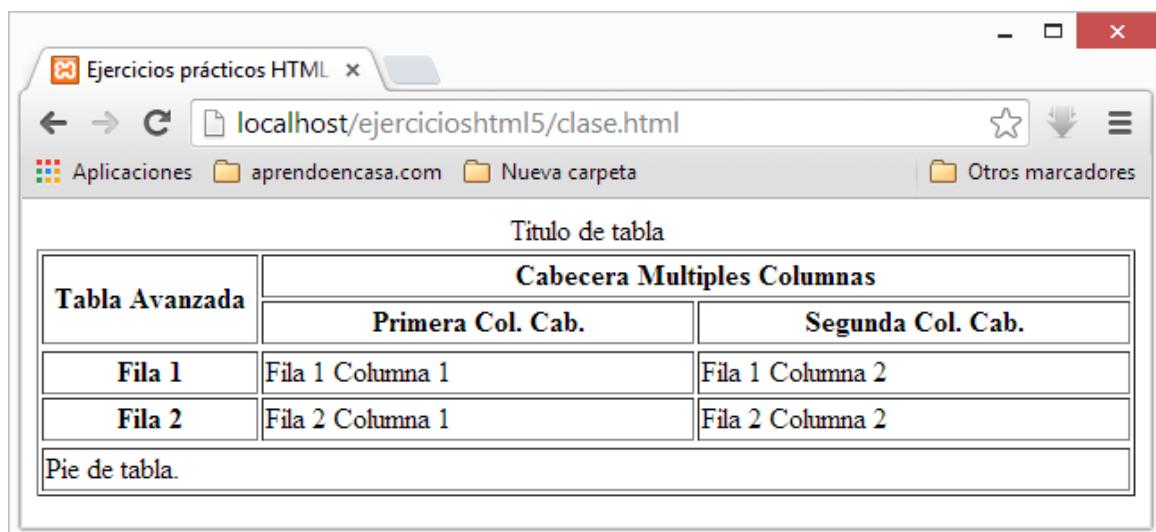 Ejercicios prácticos HTML
localhost/ejercicioshtml5/clase.html
Aplicaciones aprendoencasa.com Nueva carpeta Otros marcadores
Titulo de tabla
Tabla Avanzada
Cabecera Multiples Columnas
Primera Col. Cab. Segunda Col. Cab.
Fila 1 Fila 1 Columna 1 Fila 1 Columna 2
Fila 2 Fila 2 Columna 1 Fila 2 Columna 2
Pie de tabla.